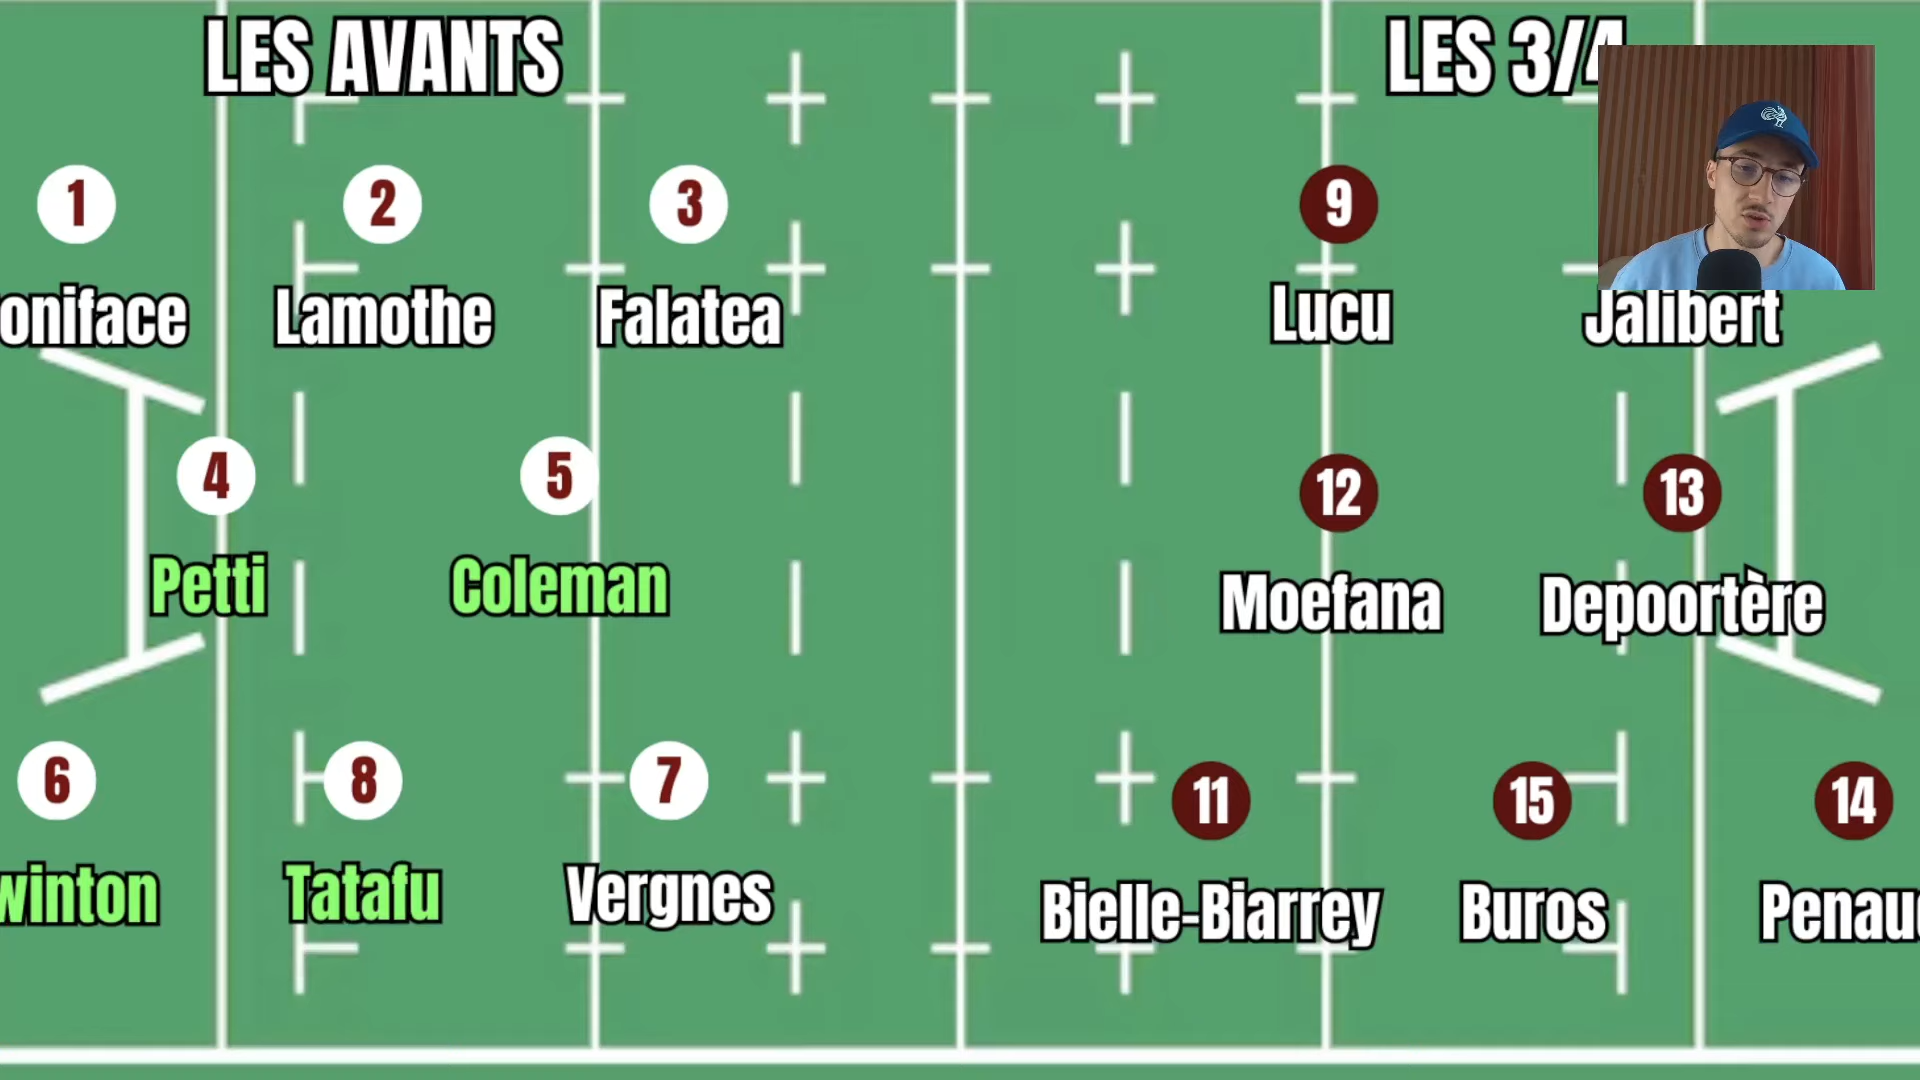 LES AVANTS
LES 3/4
1
2
3
9
oniface
Lamothe
Falatea
Lucu
Jalibert
4
5
12
13
Petti
Coleman
Moefana
Depoortère
6
8
7
11
15
14
winton
Tatafu
Vergnes
Bielle-Biarrey
Buros
Penau